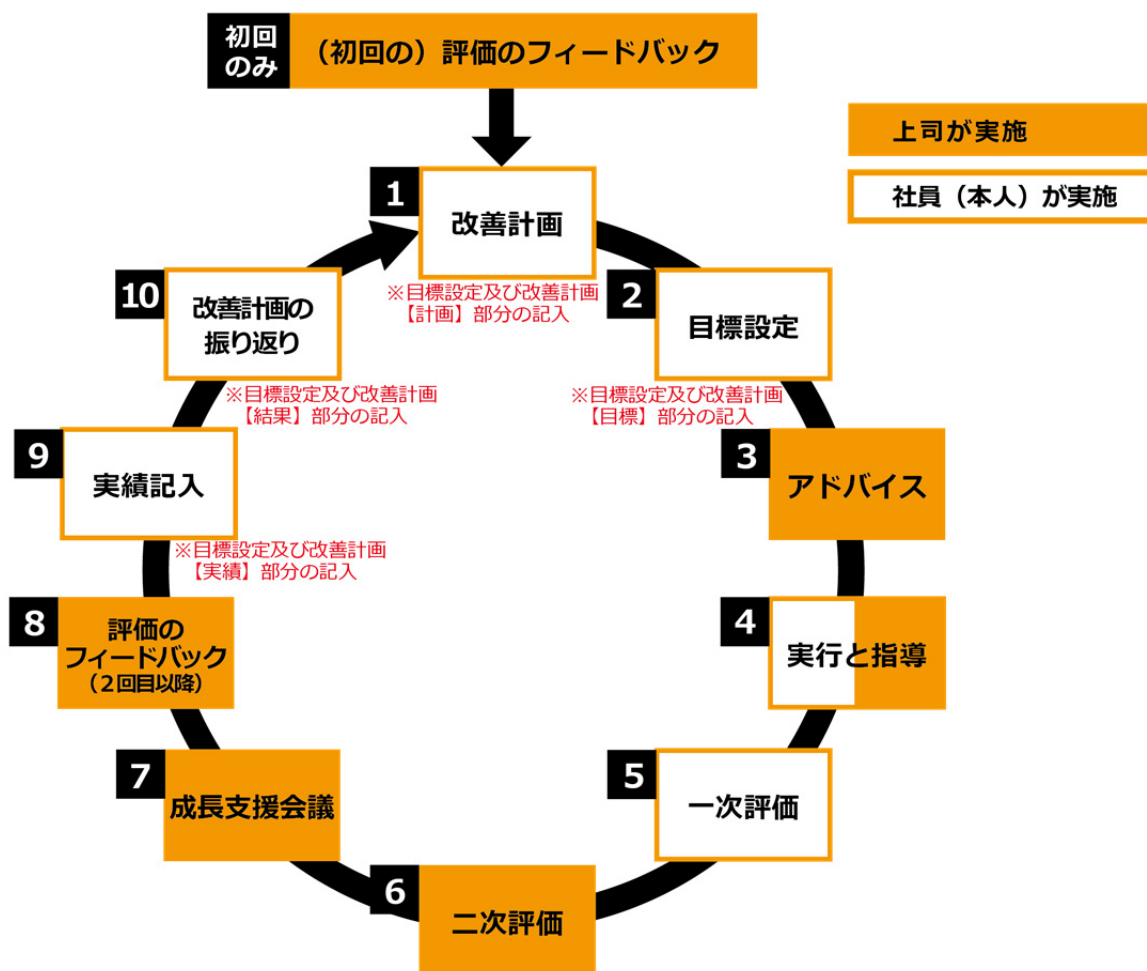 初回
のみ
（初回の）評価のフィードバック
上司が実施
社員（本人）が実施
1
改善計画
※目標設定及び改善計画
【計画】部分の記入
2
目標設定
※目標設定及び改善計画
【目標】部分の記入
3
アドバイス
4
実行と指導
5
一次評価
6
二次評価
7
成長支援会議
8
評価の
フィードバック
（２回目以降）
9
実績記入
※目標設定及び改善計画
【実績】部分の記入
10
改善計画の
振り返り
※目標設定及び改善計画
【結果】部分の記入